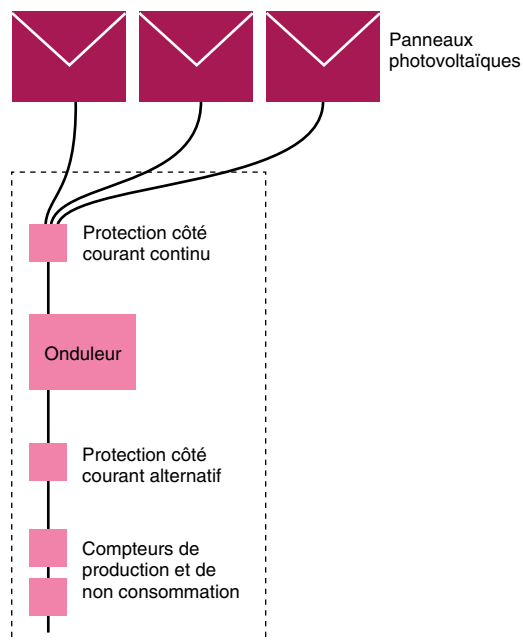 Panneaux
photovoltaïques
Protection côté
courant continu
Onduleur
Protection côté
courant alternatif
Compteurs de
production et de
non consommation